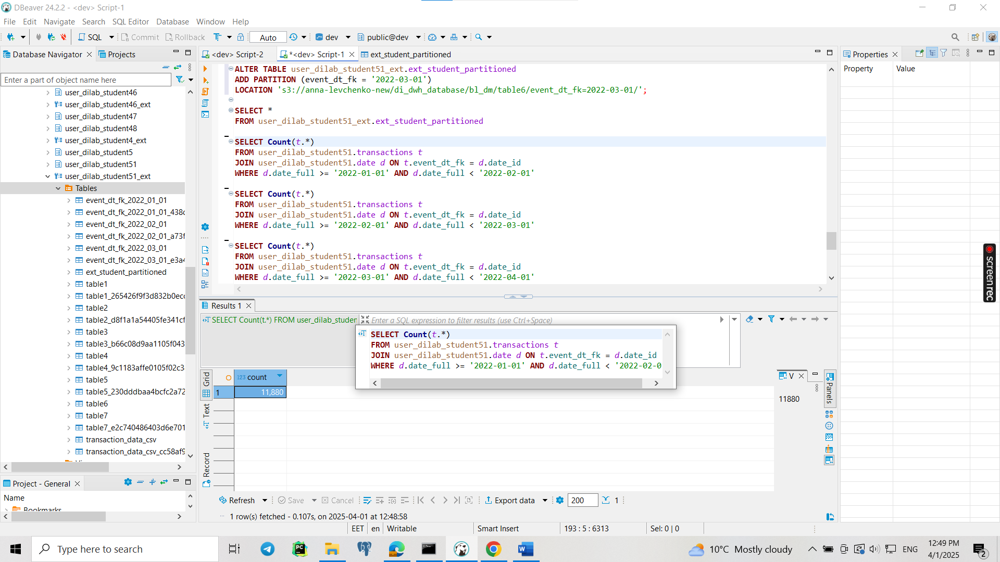 DBeaver 24.2.2 - <dev> Script-1
File Edit Navigate Search SQL Editor Database Window Help
SQL Commit Rollback Auto dev public@dev
Database Navigator Projects
<dev> Script-2 *<dev> Script-1 ext_student_partitioned
Properties
Enter a part of object name here
Property Value
user_dilab_student46
user_dilab_student46_ext
user_dilab_student47
user_dilab_student48
user_dilab_student4_ext
user_dilab_student5
user_dilab_student51
user_dilab_student51_ext
Tables
event_dt_fk_2022_01_01
event_dt_fk_2022_01_01_438c
event_dt_fk_2022_02_01
event_dt_fk_2022_02_01_a73f
event_dt_fk_2022_03_01
event_dt_fk_2022_03_01_e3a4
ext_student_partitioned
table1
table1_265426f9f3d832b0ecc
table2
table2_d8f1a1a54405fe341cf
table3
table3_b66c08d9aa1105f043
table4
table4_9c1183affe0105f02c3
table5
table5_230dddbaa4bcfc2a72
table6
table7
table7_e2c740486403d6e701
transaction_data_csv
transaction_data_csv_cc58af9
Project - General
Name
Bookmarks
ALTER TABLE user_dilab_student51_ext.ext_student_partitioned
ADD PARTITION (event_dt_fk = '2022-03-01')
LOCATION 's3://anna-levchenko-new/di_dwh_database/bl_dm/table6/event_dt_fk=2022-03-01/';
SELECT *
FROM user_dilab_student51_ext.ext_student_partitioned
SELECT Count(t.*)
FROM user_dilab_student51.transactions t
JOIN user_dilab_student51.date d ON t.event_dt_fk = d.date_id
WHERE d.date_full >= '2022-01-01' AND d.date_full < '2022-02-01'
SELECT Count(t.*)
FROM user_dilab_student51.transactions t
JOIN user_dilab_student51.date d ON t.event_dt_fk = d.date_id
WHERE d.date_full >= '2022-02-01' AND d.date_full < '2022-03-01'
SELECT Count(t.*)
FROM user_dilab_student51.transactions t
JOIN user_dilab_student51.date d ON t.event_dt_fk = d.date_id
WHERE d.date_full >= '2022-03-01' AND d.date_full < '2022-04-01'
Results 1
SELECT Count(t.*) FROM user_dilab_studen
Enter a SQL expression to filter results (use Ctrl+Space)
SELECT Count(t.*)
FROM user_dilab_student51.transactions t
JOIN user_dilab_student51.date d ON t.event_dt_fk = d.date_id
WHERE d.date_full >= '2022-01-01' AND d.date_full < '2022-02-0
Grid
Text
Record
123 count
1 11,880
V
11880
Panels
screenrec
Refresh Save Cancel Export data 200 1
1 row(s) fetched - 0.107s, on 2025-04-01 at 12:48:58
EET en Writable Smart Insert 193 : 5 : 6313 Sel: 0 | 0
Type here to search
PC
10°C Mostly cloudy
ENG
12:49 PM
4/1/2025
2